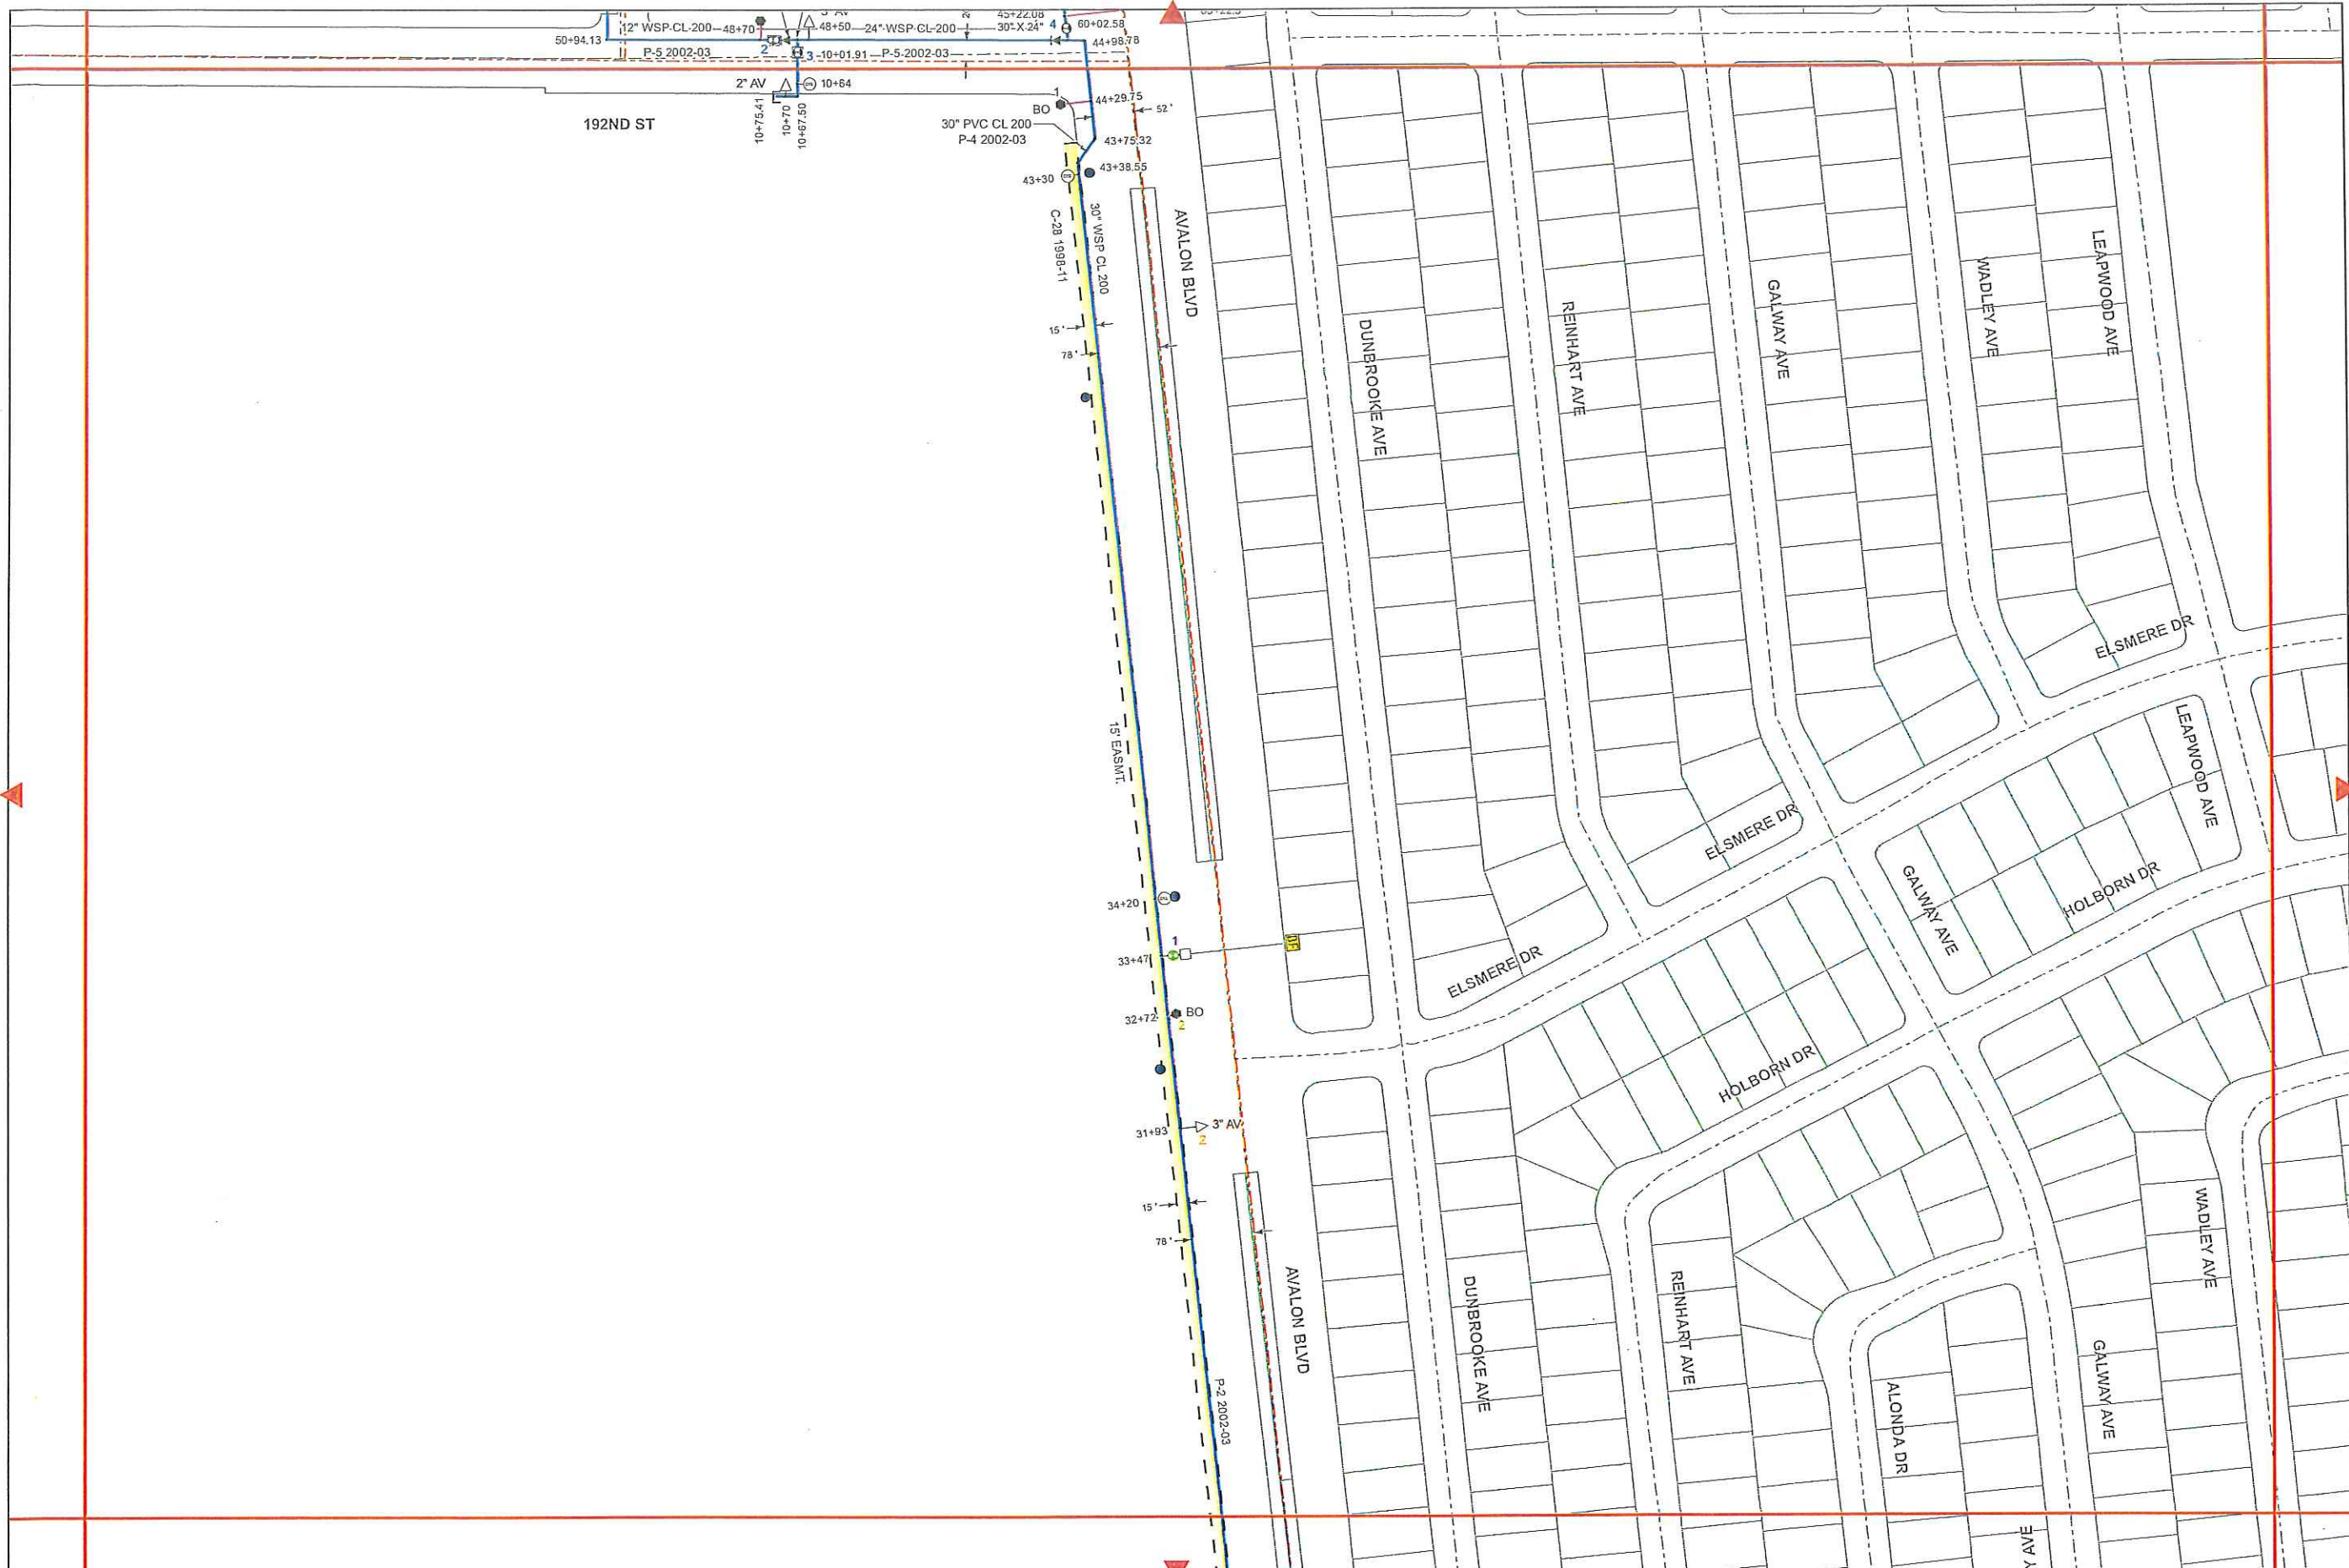 45+22.08
12" WSP-CL-200
48+70
48+50
24"-WSP-CL-200
30"-X-24"
4
60+02.58
50+94.13
2
44+98.78
P-5 2002-03
3
10+01.91
P-5-2002-03
2" AV
10+64
1
44+29.75
BO
52'
192ND ST
10+75.41
10+70
10+67.50
30" PVC CL 200
P-4 2002-03
43+75.32
43+38.55
43+30
C-28 1998-11
30" WSP CL 200
AVALON BLVD
DUNBROOKE AVE
REINHART AVE
GALWAY AVE
WADLEY AVE
LEAPWOOD AVE
15'
78'
ELSMERE DR
15' EASMT.
LEAPWOOD AVE
ELSMERE DR
34+20
GALWAY AVE
HOLBORN DR
1
33+47
ELSMERE DR
32+72
BO
2
HOLBORN DR
31+93
3" AV
2
15'
78'
AVALON BLVD
DUNBROOKE AVE
REINHART AVE
WADLEY AVE
GALWAY AVE
P-2 2002-03
ALONDA DR